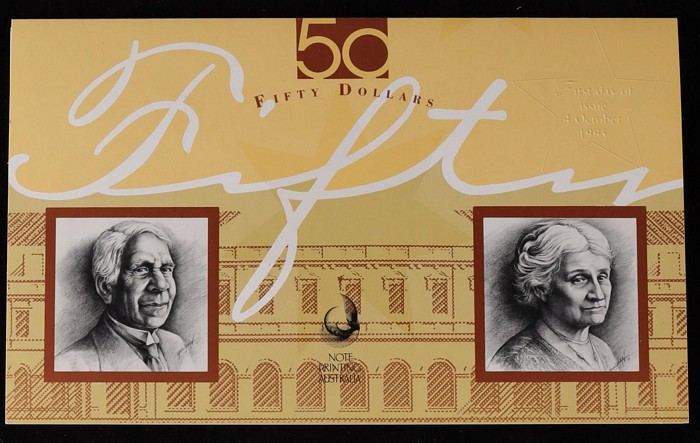 50
FIFTY DOLLARS
Fifty
First day of
issue
4 October
1995
NOTE
PRINTING
AUSTRALIA